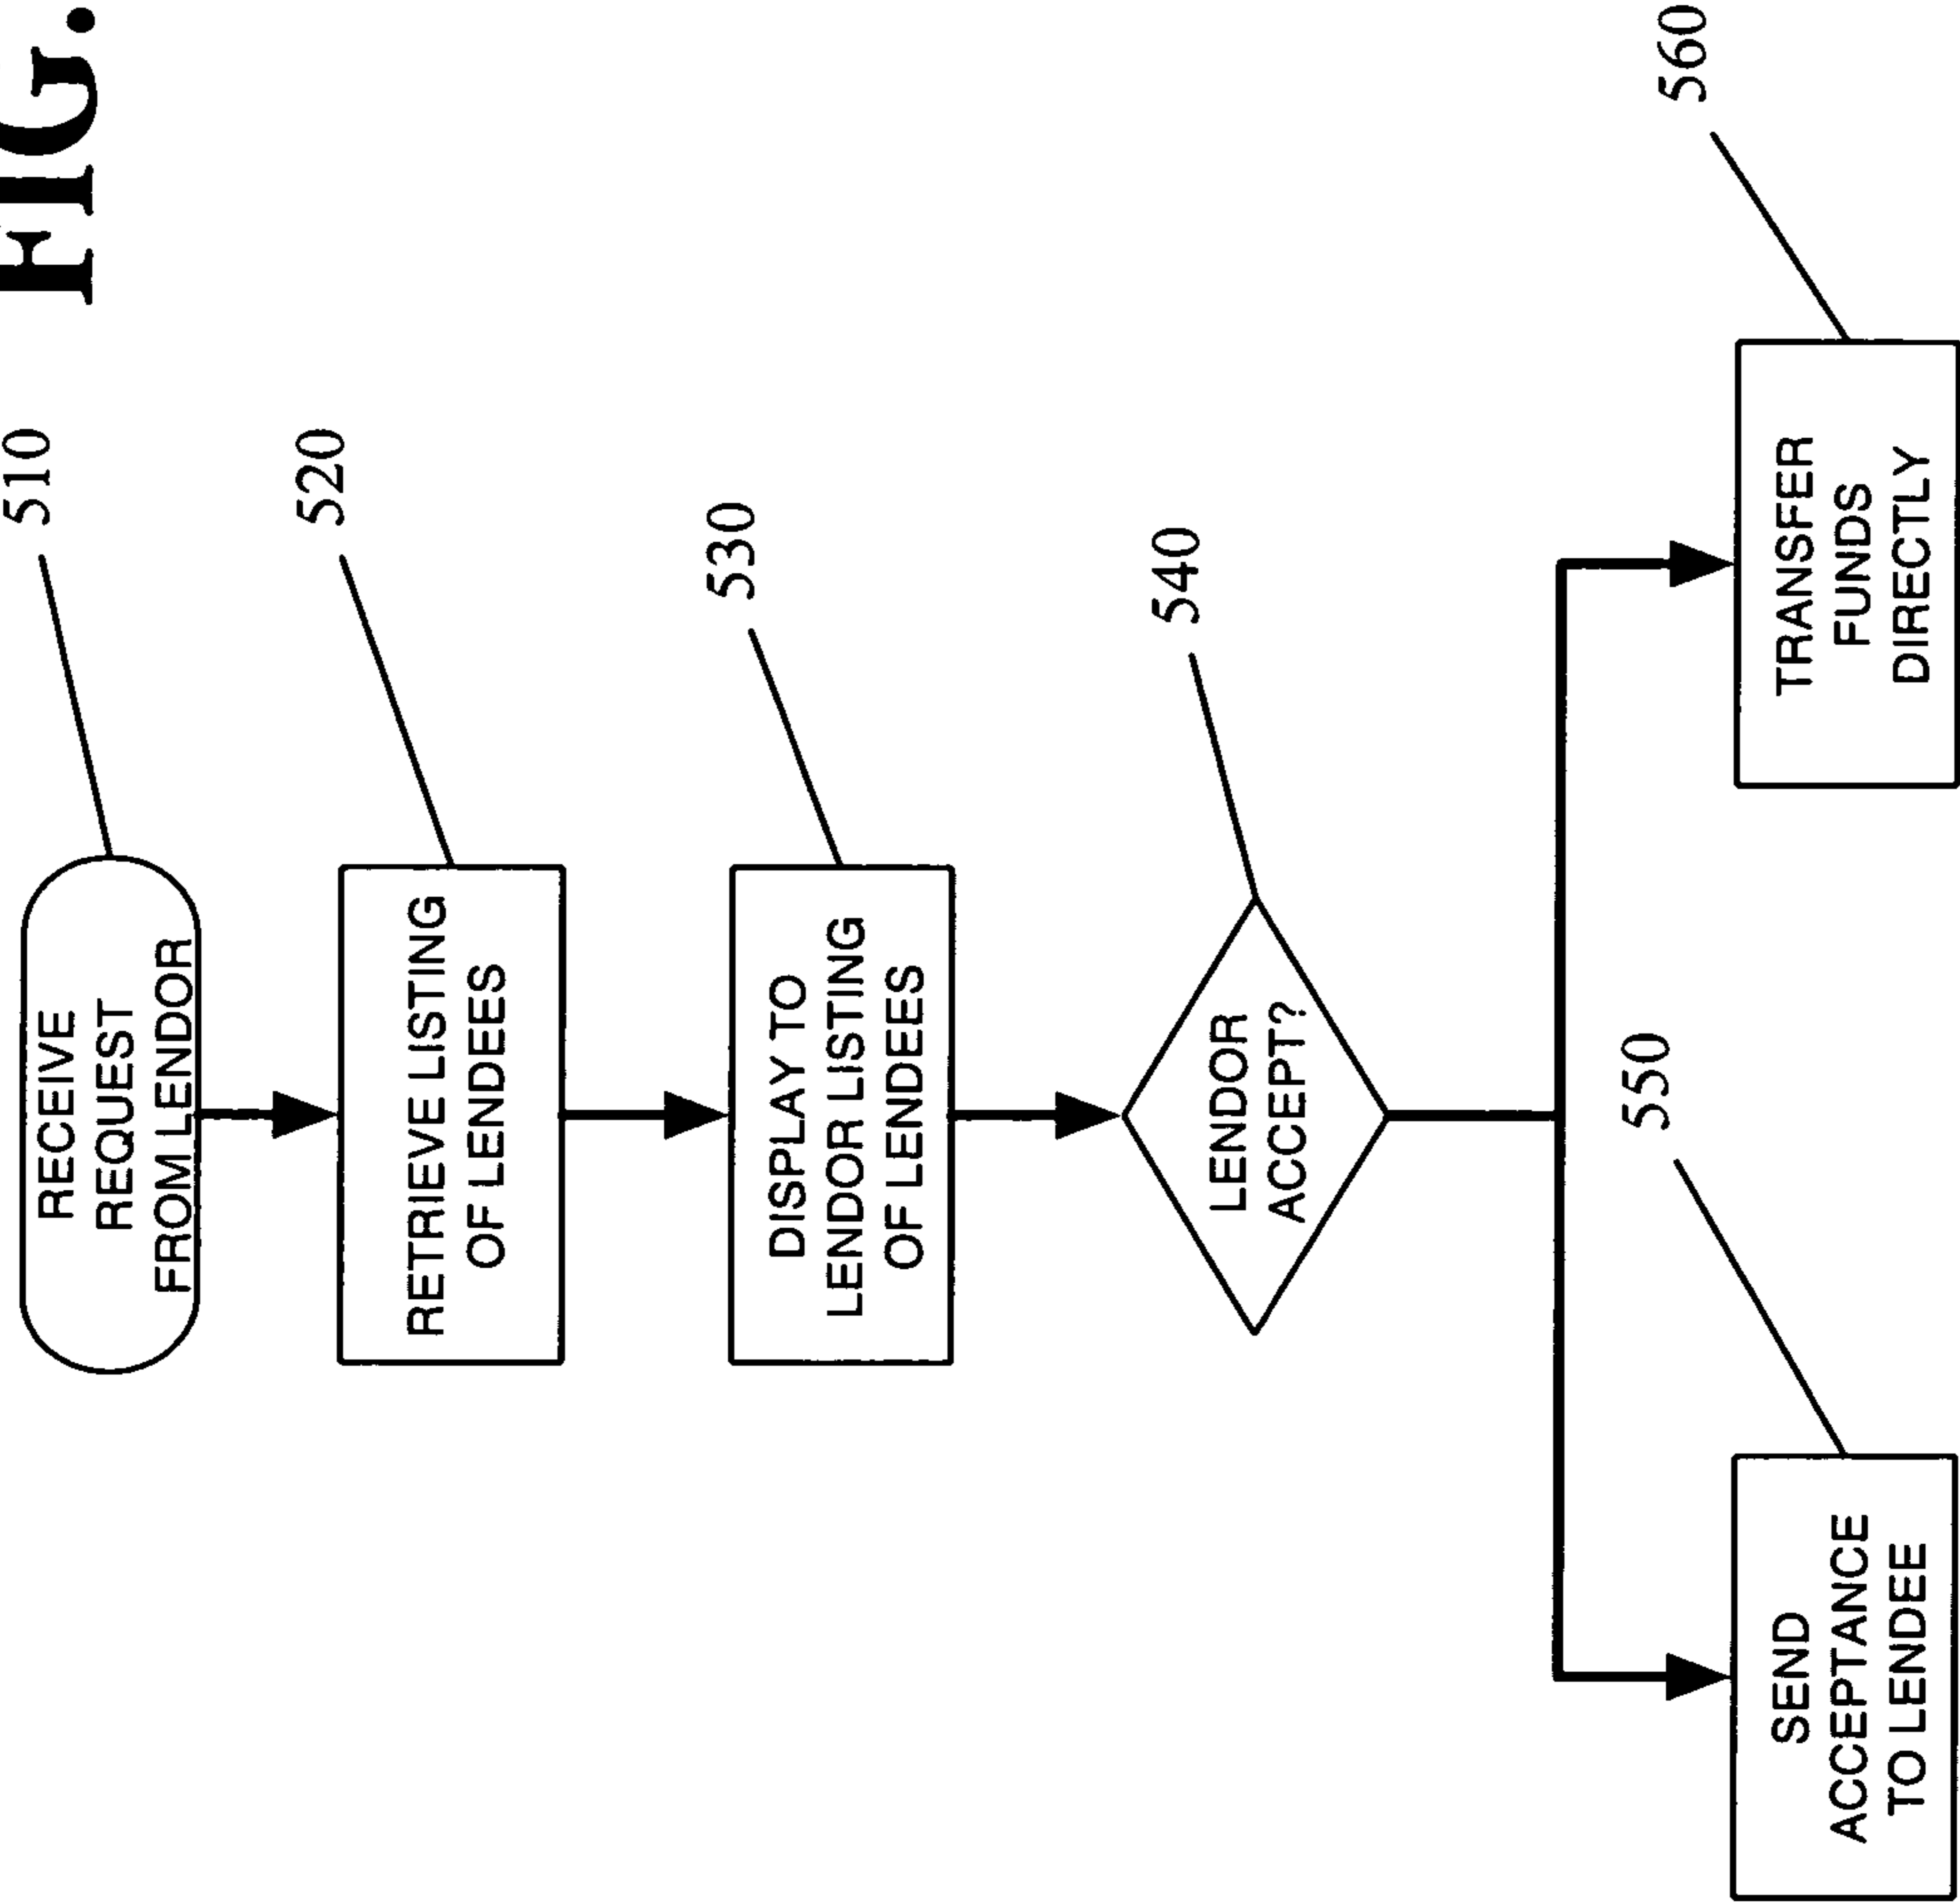 FIG.
510
RECEIVE
REQUEST
FROM LENDOR
520
RETRIEVE LISTING
OF LENDEES
530
DISPLAY TO
LENDOR LISTING
OF LENDEES
540
LENDOR
ACCEPT?
550
SEND
ACCEPTANCE
TO LENDEE
560
TRANSFER
FUNDS
DIRECTLY